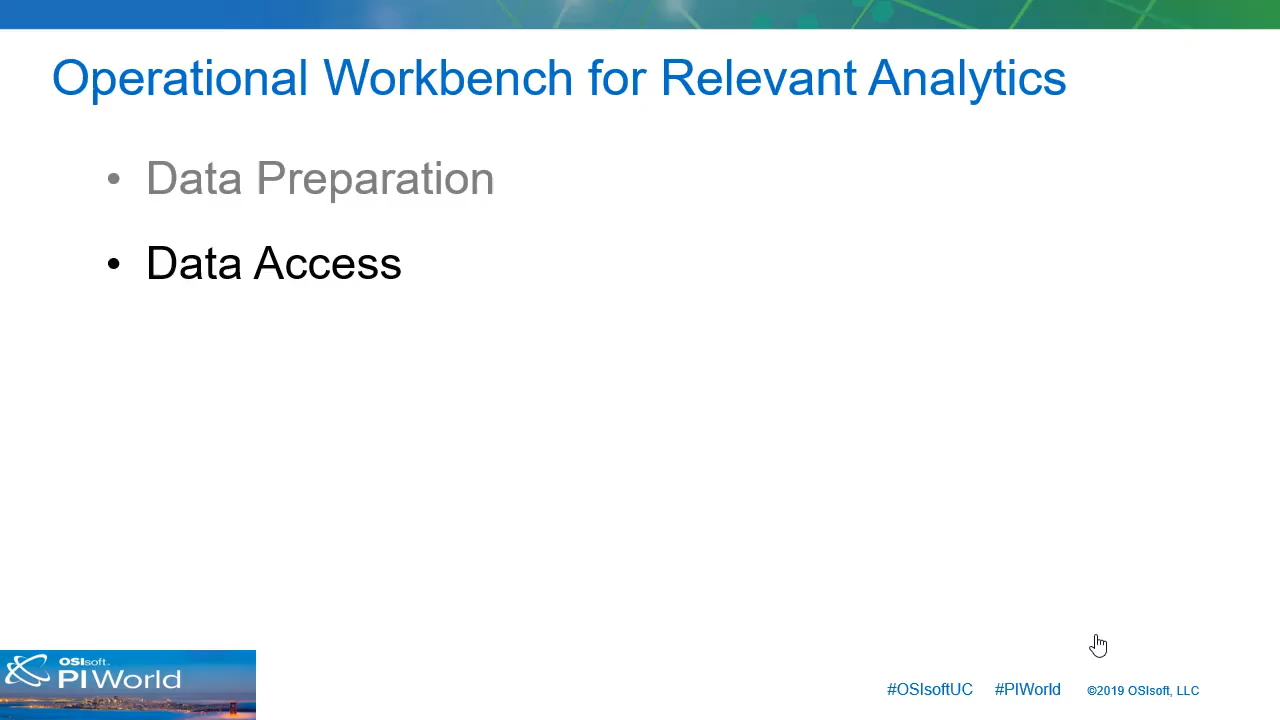 Operational Workbench for Relevant Analytics
• Data Preparation
• Data Access
OSIsoft.
PI World
#OSIsoftUC #PIWorld ©2019 OSIsoft, LLC